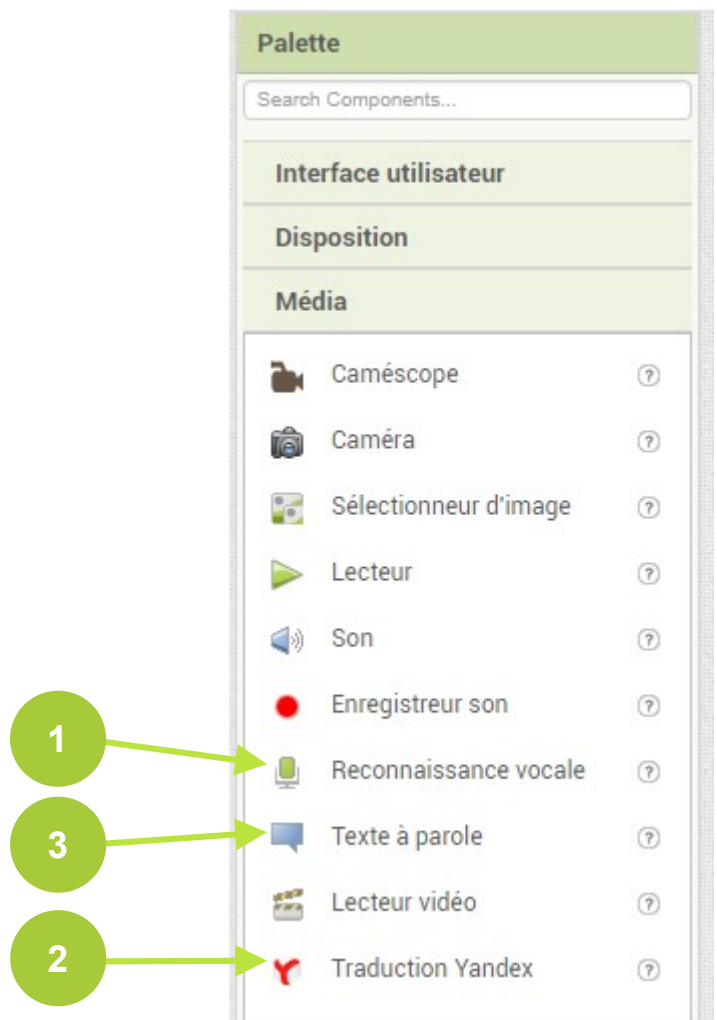 Palette
Search Components...
Interface utilisateur
Disposition
Média
Caméscope ?
Caméra ?
Sélectionneur d'image ?
Lecteur ?
Son ?
Enregistreur son ?
1 Reconnaissance vocale ?
3 Texte à parole ?
Lecteur vidéo ?
2 Traduction Yandex ?